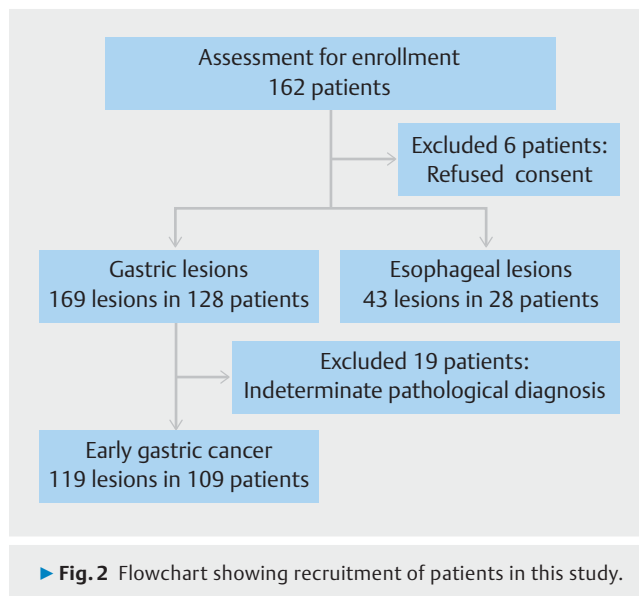 Assessment for enrollment
162 patients
Excluded 6 patients:
Refused consent
Gastric lesions
169 lesions in 128 patients
Esophageal lesions
43 lesions in 28 patients
Excluded 19 patients:
Indeterminate pathological diagnosis
Early gastric cancer
119 lesions in 109 patients
▶ Fig. 2 Flowchart showing recruitment of patients in this study.